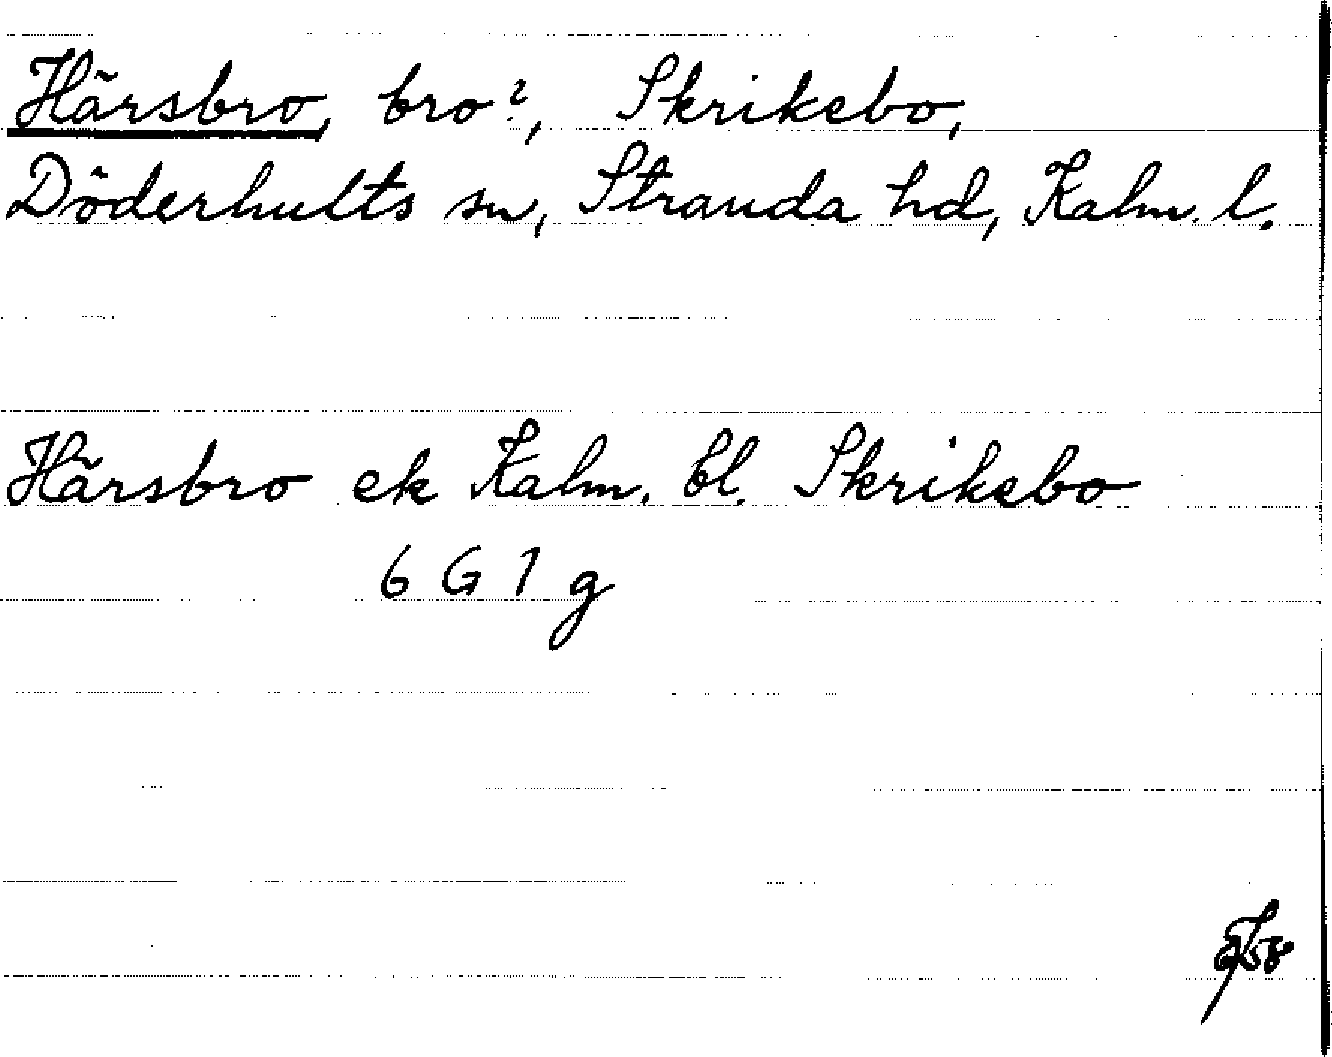 Härsbro, bro?, Skrikebo,
Döderhults sn, Stranda hd, Kalm. l.
Härsbro ek Kalm. bl. Skrikebo
6 G 1 g